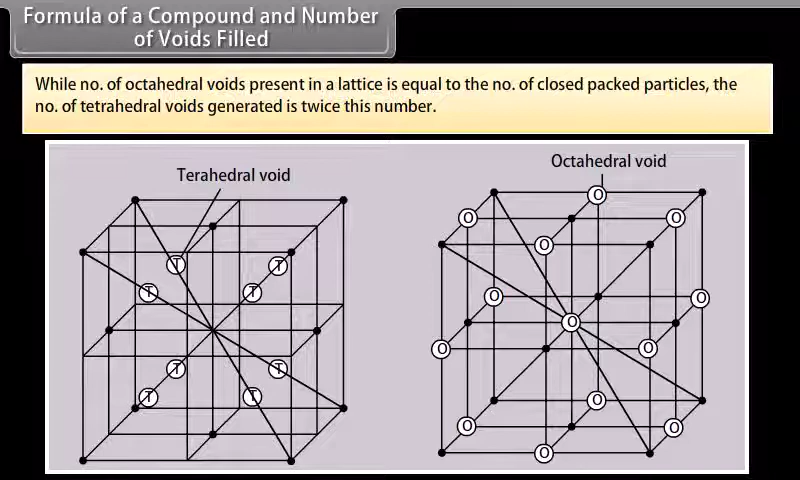 Formula of a Compound and Number
of Voids Filled
While no. of octahedral voids present in a lattice is equal to the no. of closed packed particles, the
no. of tetrahedral voids generated is twice this number.
Terahedral void
Octahedral void
T
T
T
T
T
T
T
T
O
O
O
O
O
O
O
O
O
O
O
O
O